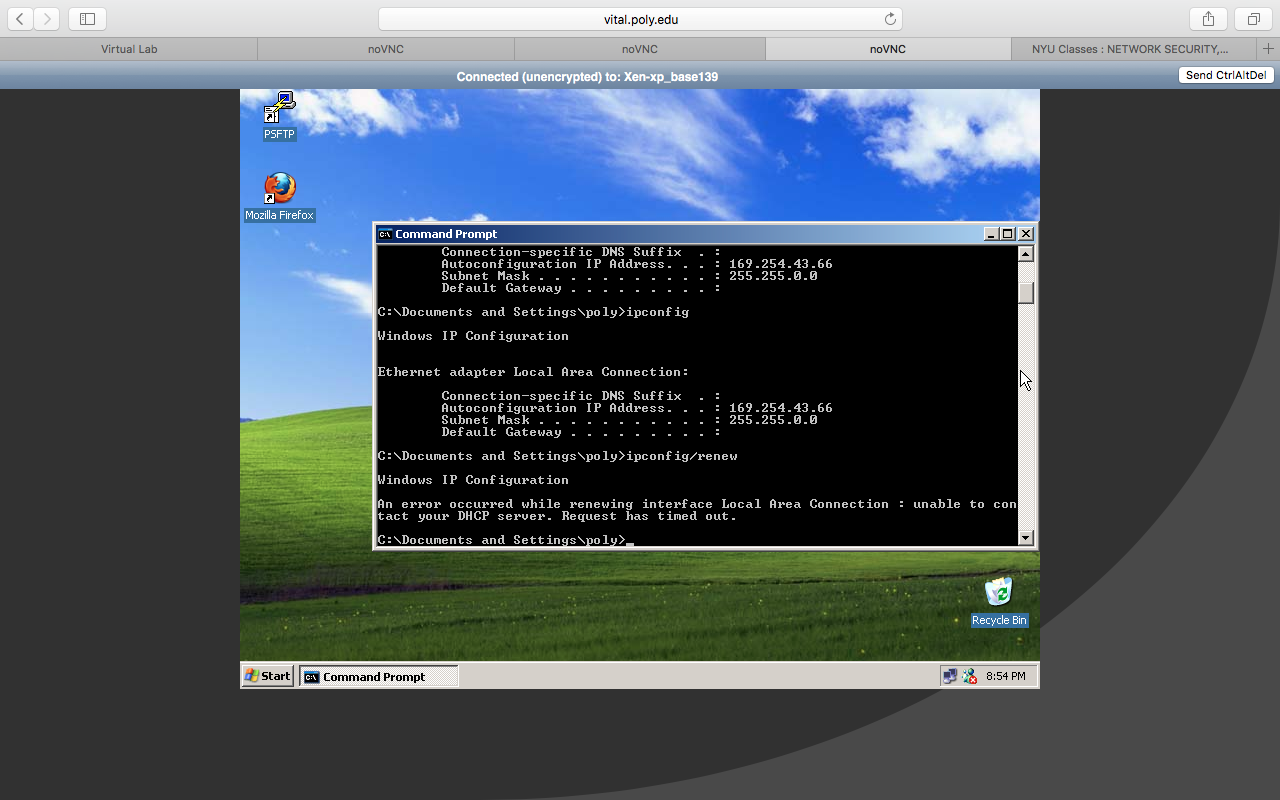 vital.poly.edu
Virtual Lab
noVNC
noVNC
noVNC
NYU Classes : NETWORK SECURITY,...
Connected (unencrypted) to: Xen-xp_base139
Send CtrlAltDel
PSFTP
Mozilla Firefox
Command Prompt
Connection-specific DNS Suffix  . :
Autoconfiguration IP Address. . . : 169.254.43.66
Subnet Mask . . . . . . . . . . . : 255.255.0.0
Default Gateway . . . . . . . . . :
C:\Documents and Settings\poly>ipconfig
Windows IP Configuration
Ethernet adapter Local Area Connection:
Connection-specific DNS Suffix  . :
Autoconfiguration IP Address. . . : 169.254.43.66
Subnet Mask . . . . . . . . . . . : 255.255.0.0
Default Gateway . . . . . . . . . :
C:\Documents and Settings\poly>ipconfig/renew
Windows IP Configuration
An error occurred while renewing interface Local Area Connection : unable to con
tact your DHCP server. Request has timed out.
C:\Documents and Settings\poly>_
Recycle Bin
Start
Command Prompt
8:54 PM